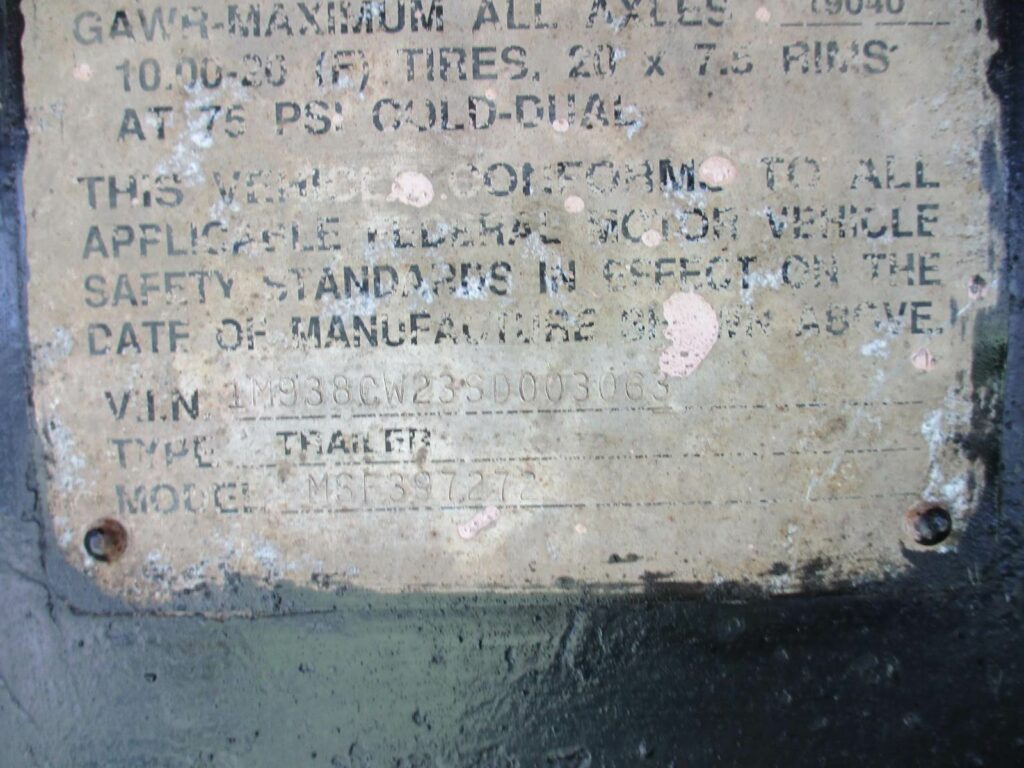 GAWR-MAXIMUM ALL AXLES 19040
10.00-20 (F) TIRES, 20 x 7.5 RIMS
AT 75 PSI COLD-DUAL
THIS VEHICLE CONFORMS TO ALL
APPLICABLE FEDERAL MOTOR VEHICLE
SAFETY STANDARDS IN EFFECT ON THE
DATE OF MANUFACTURE SHOWN ABOVE.
V.I.N. 1M938CW23SD003063
TYPE TRAILER
MODEL MSF397272